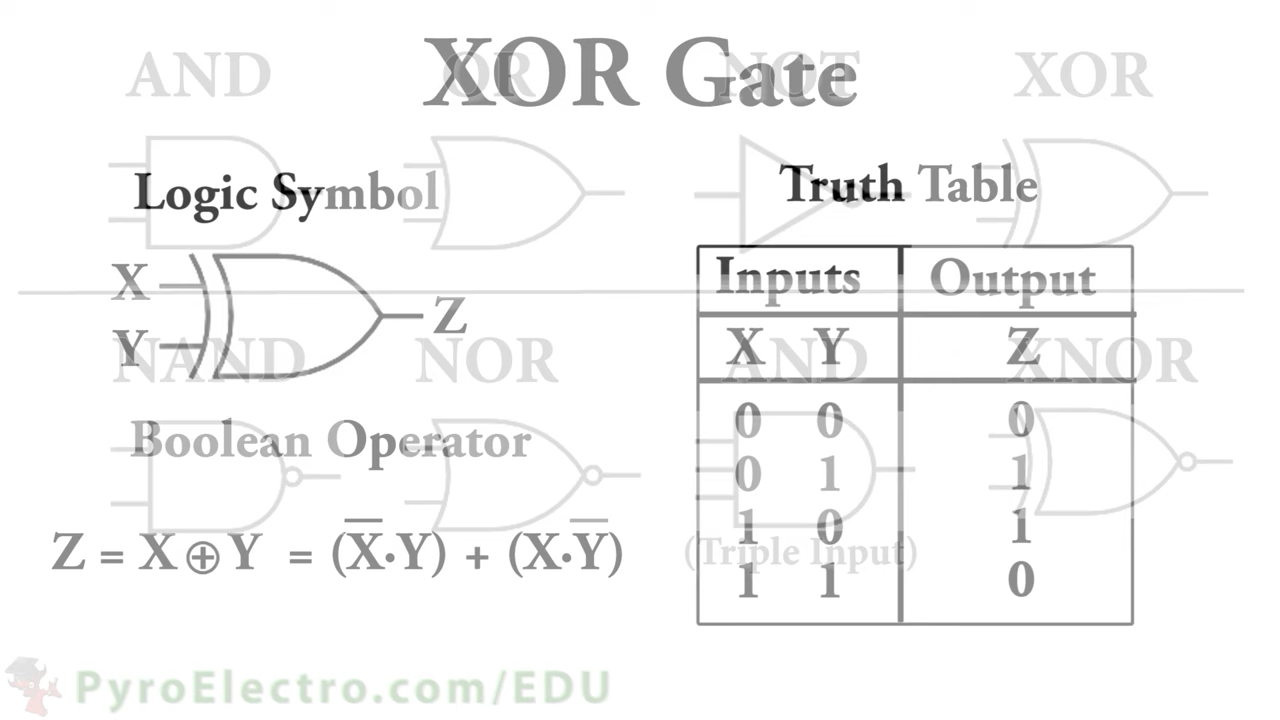 XOR Gate
AND OR NOT XOR
Logic Symbol
Truth Table
X
Y
Z
Inputs Output
X Y Z
0 0 0
0 1 1
1 0 1
1 1 0
NAND NOR AND XNOR
(Triple Input)
Boolean Operator
Z = X ⊕ Y = (X̅·Y) + (X·Y̅)
PyroElectro.com/EDU